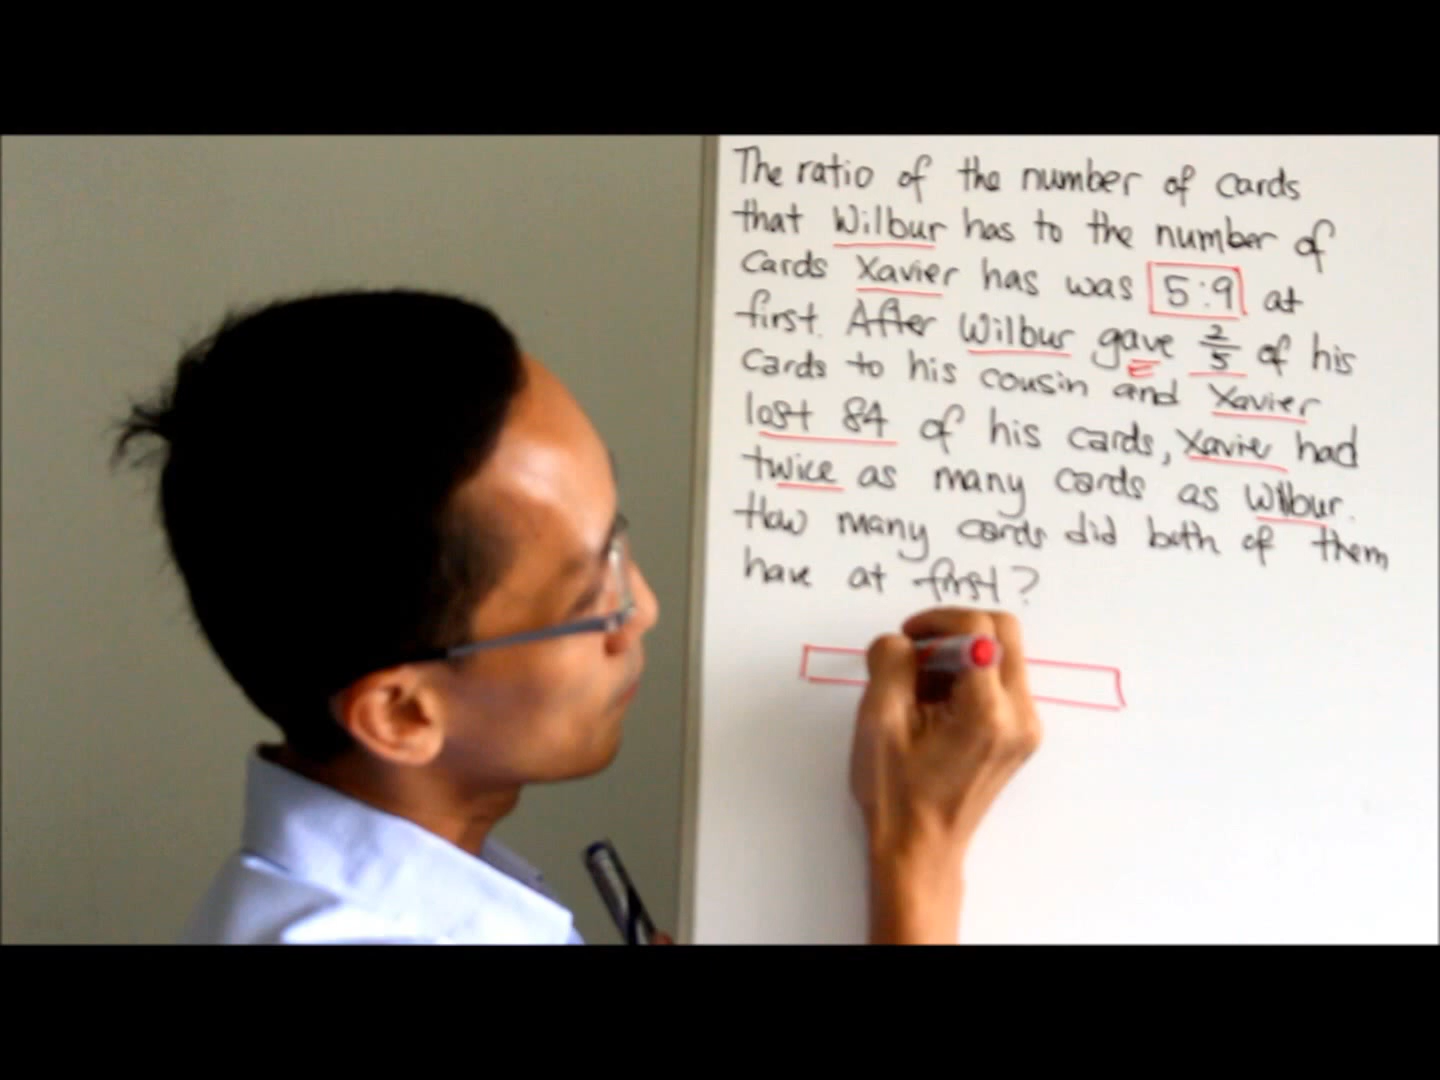 The ratio of the number of cards
that Wilbur has to the number of
cards Xavier has was 5:9 at
first. After Wilbur gave 2/5 of his
cards to his cousin and Xavier
lost 84 of his cards, Xavier had
twice as many cards as Wilbur.
How many cards did both of them
have at first?